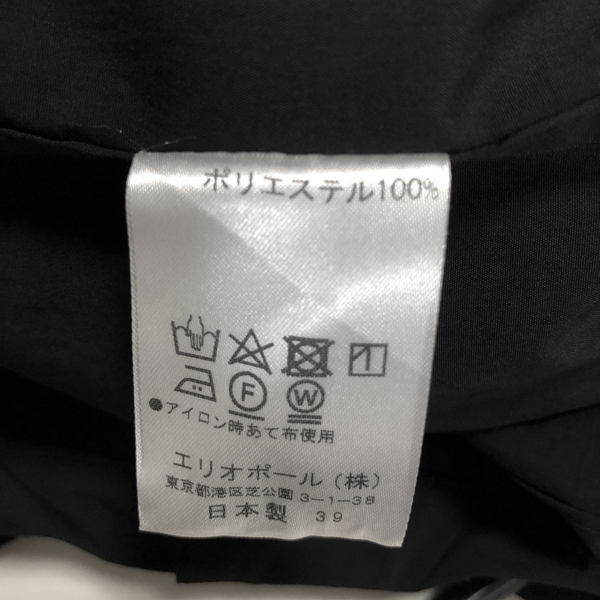 ポリエステル100%
F W
●アイロン時あて布使用
エリオポール(株)
東京都港区芝公園3-1-38
日本製 39